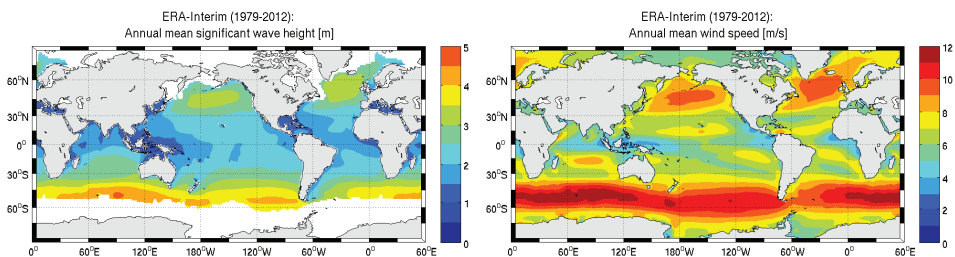 ERA-Interim (1979-2012):
Annual mean significant wave height [m]
60°N
30°N
0°
30°S
60°S
0°
60°E
120°E
180°W
120°W
60°W
0°
60°E
5
4
3
2
1
0
ERA-Interim (1979-2012):
Annual mean wind speed [m/s]
60°N
30°N
0°
30°S
60°S
0°
60°E
120°E
180°W
120°W
60°W
0°
60°E
12
10
8
6
4
2
0